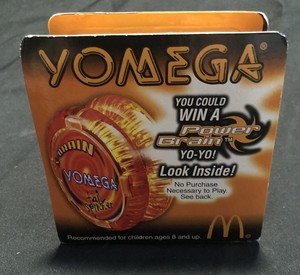 YOMEGA®
YOU COULD
WIN A
Power
Brain™
YO-YO!
Look Inside!
No Purchase
Necessary to Play.
See back.
BRAIN
YOMEGA
Recommended for children ages 8 and up.